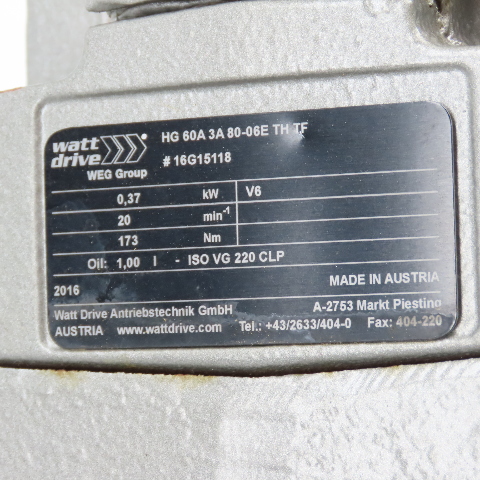 watt drive
WEG Group
HG 60A 3A 80-06E TH TF
# 16G15118
0,37 kW V6
20 min-1
173 Nm
Oil: 1,00 l - ISO VG 220 CLP
2016 MADE IN AUSTRIA
Watt Drive Antriebstechnik GmbH A-2753 Markt Piesting
AUSTRIA www.wattdrive.com Tel.: +43/2633/404-0 Fax: 404-220